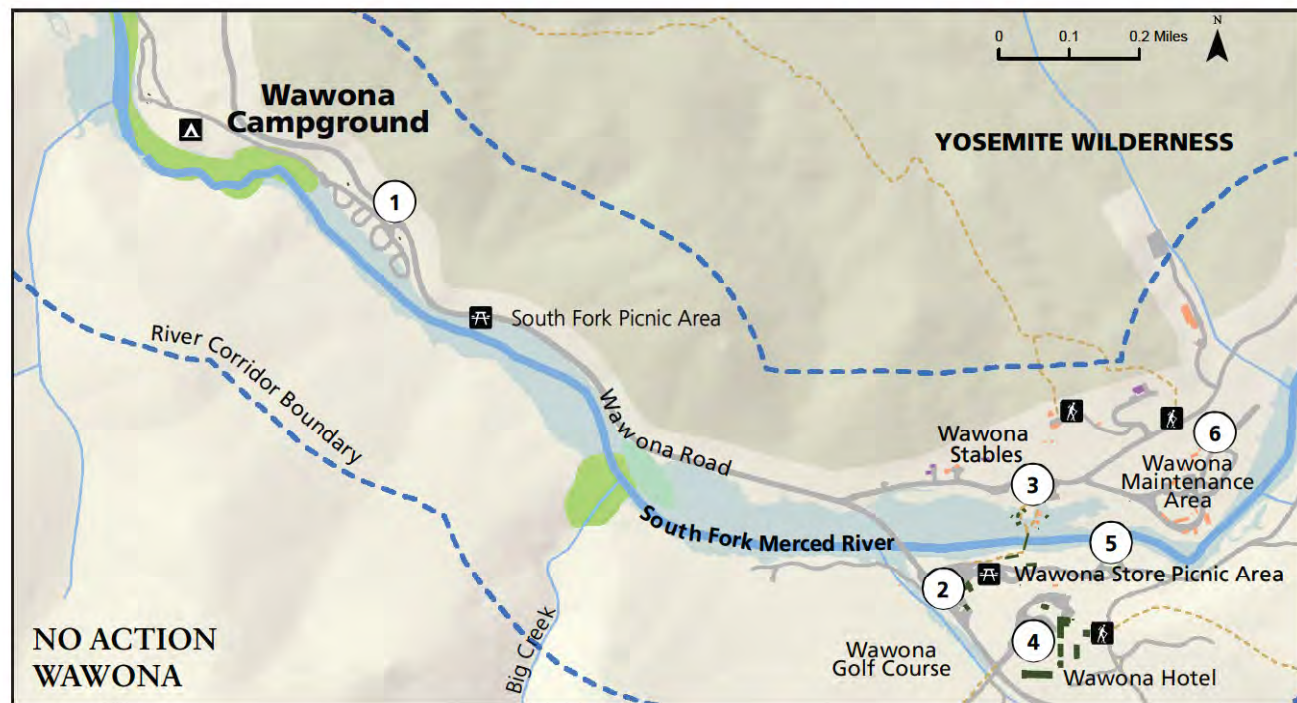 N
0 0.1 0.2 Miles
Wawona
Campground
YOSEMITE WILDERNESS
1
South Fork Picnic Area
River Corridor Boundary
Wawona Road
Wawona
Stables
6
Wawona
Maintenance
Area
3
South Fork Merced River
5
2
Wawona Store Picnic Area
Big Creek
4
Wawona
Golf Course
Wawona Hotel
NO ACTION
WAWONA